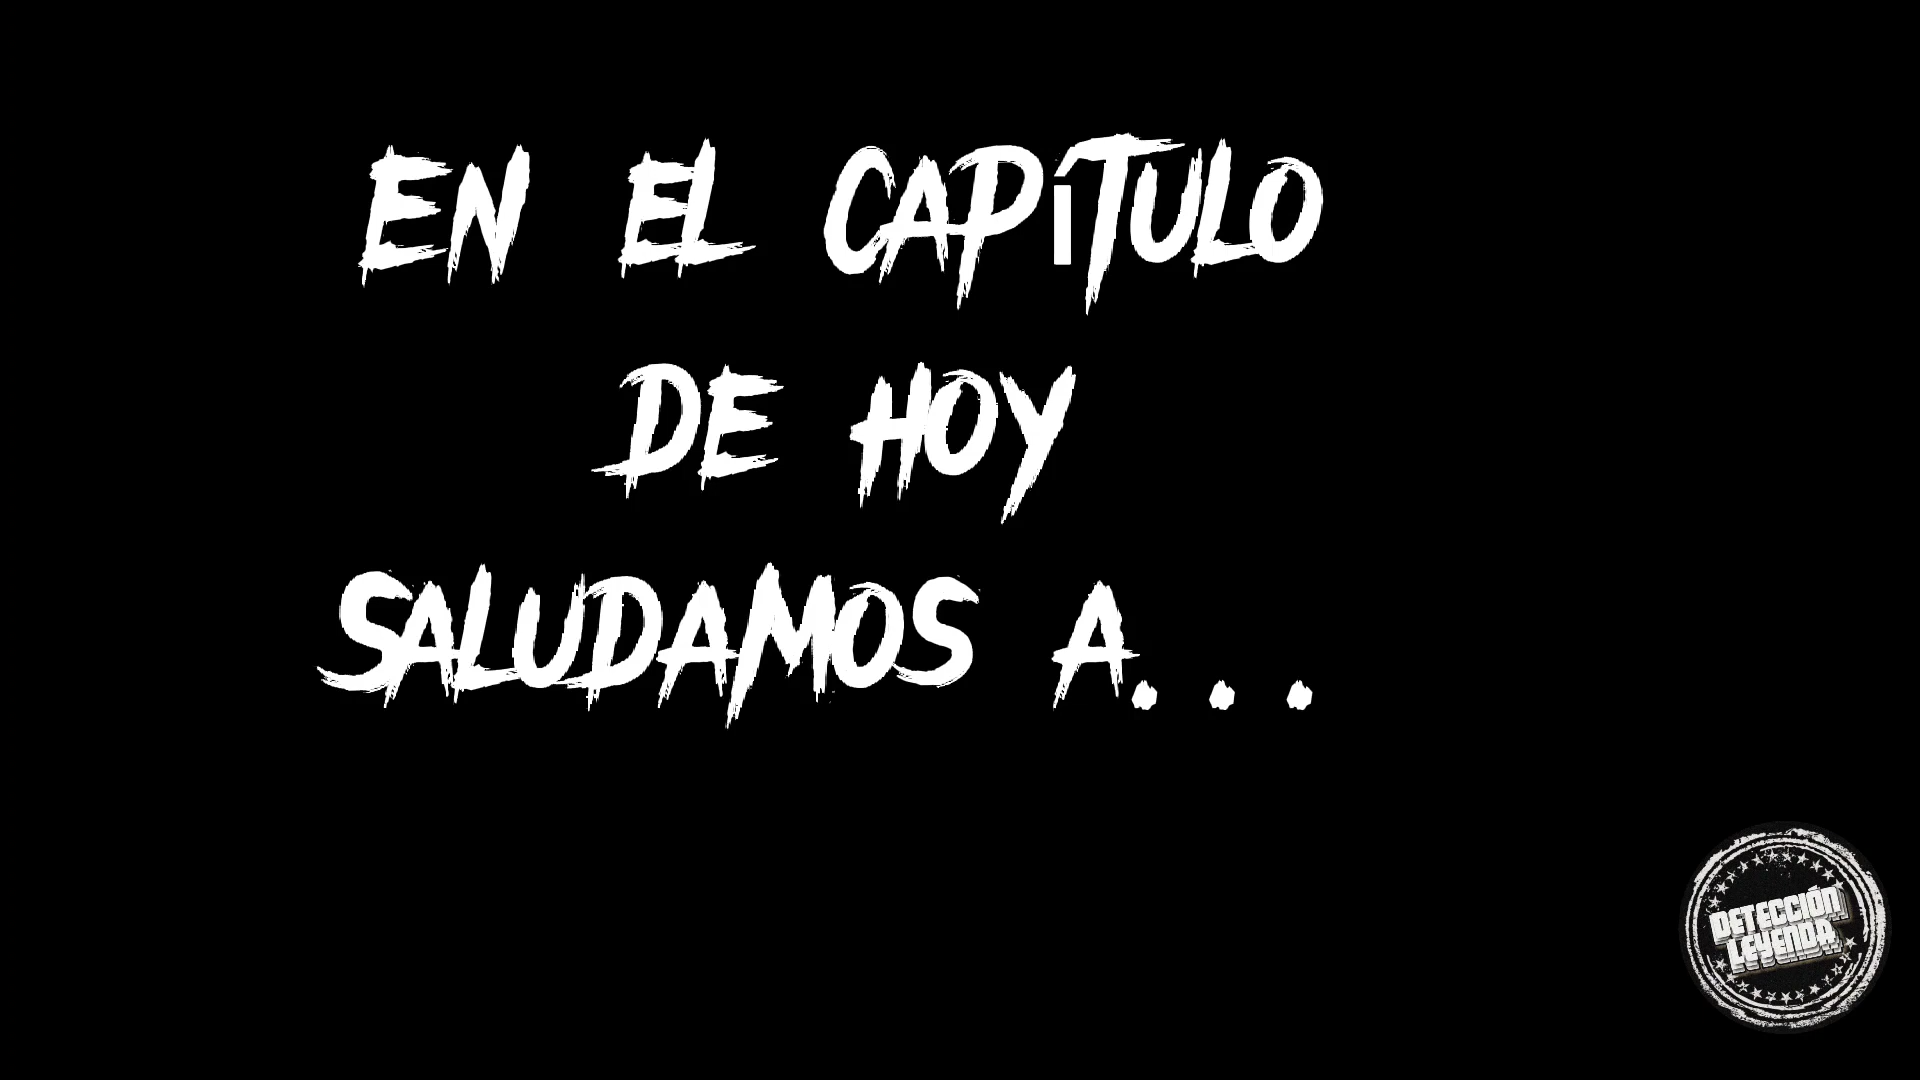 EN EL CAPíTULO
DE HOY
SALUDAMOS A...
DETECCIÓN
LEYENDA